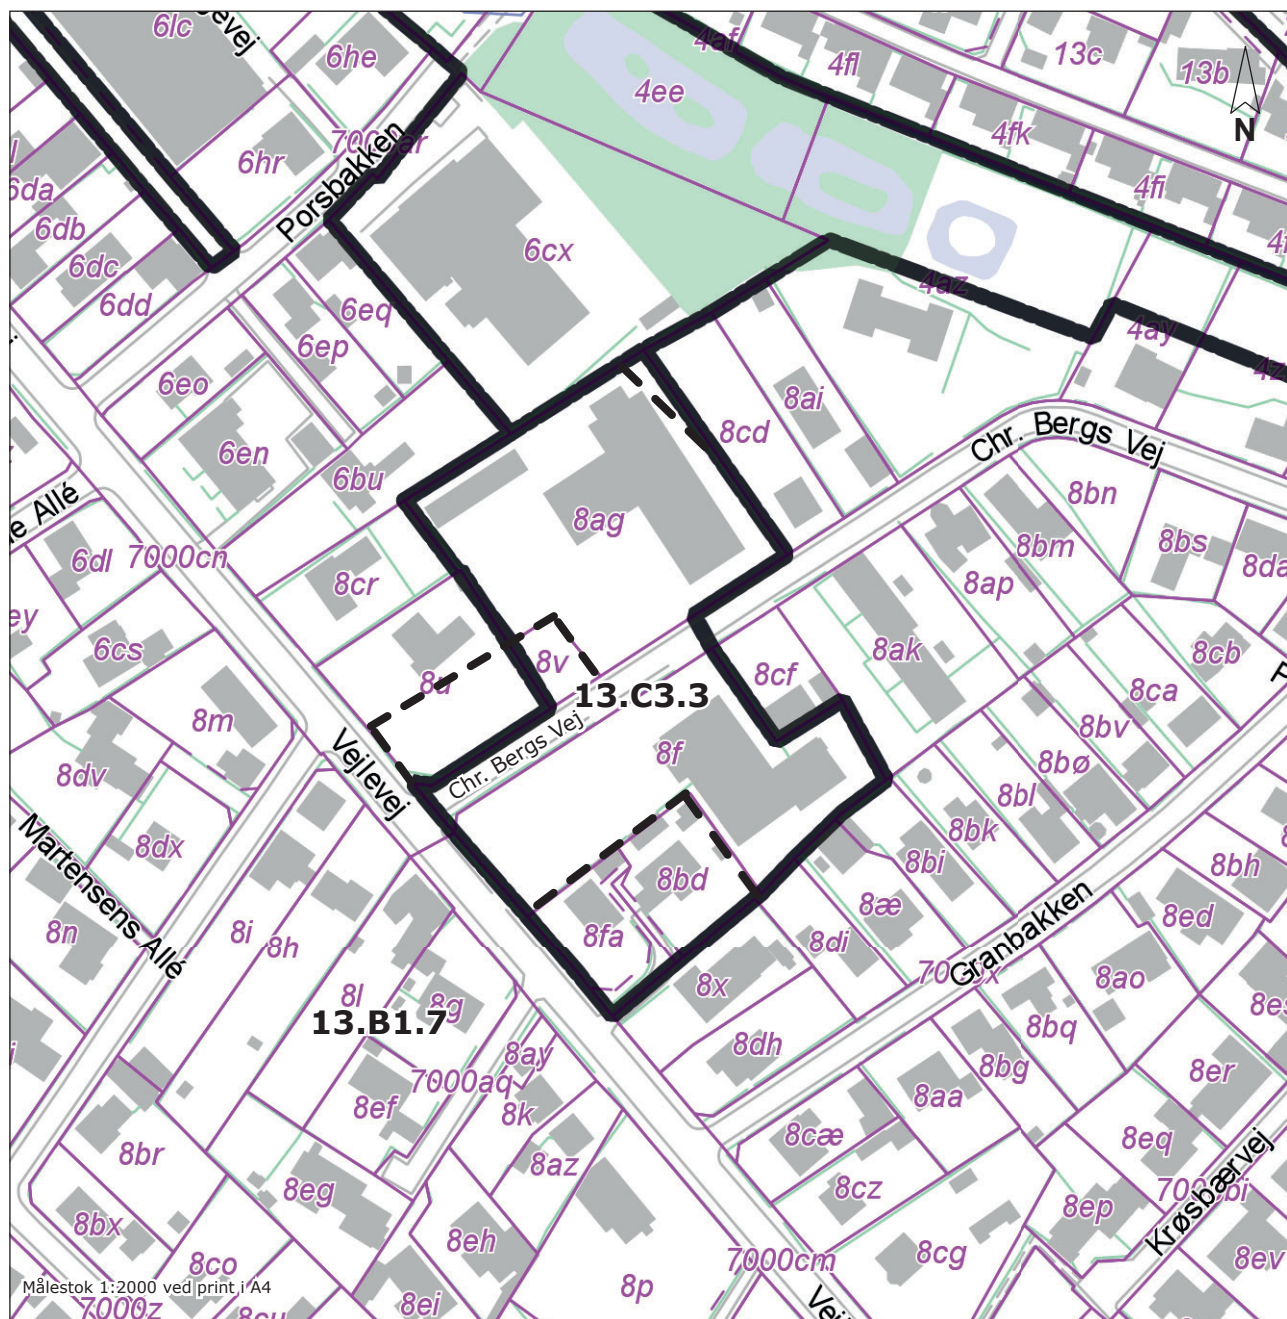 6lc
6he
4af
4fl
13c
13b
4ee
N
7000ar
Porsbakken
4fk
6hr
4fi
6da
6db
6cx
6dc
6dd
4az
6eq
4ay
6ep
6eo
8ai
8cd
Chr. Bergs Vej
6en
6bu
8bn
8ag
8bs
8bm
8da
6dl
7000cn
8ap
8cr
6cs
8ak
8cb
8v
8u
8cf
8ca
13.C3.3
8m
8bv
Chr. Bergs Vej
8f
8bø
Vejlevej
8dv
8bl
8bk
8dx
8bi
8bh
8bd
Martensens Allé
8æ
8ed
8n
8i
8h
8fa
8di
Granbakken
7000x
8ao
8x
8l
8g
13.B1.7
8bq
8dh
8ay
8bg
8er
7000aq
8aa
8ef
8k
8cæ
8eq
8br
8az
8cz
8eg
7000bi
Krøsbærvej
8ep
8bx
8eh
8cg
8ev
8co
7000cm
Målestok 1:2000 ved print i A4
8p
7000z
8ei